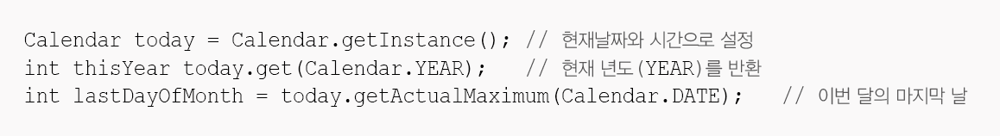 Calendar today = Calendar.getInstance(); // 현재날짜와 시간으로 설정
int thisYear today.get(Calendar.YEAR); // 현재 년도(YEAR)를 반환
int lastDayOfMonth = today.getActualMaximum(Calendar.DATE); // 이번 달의 마지막 날